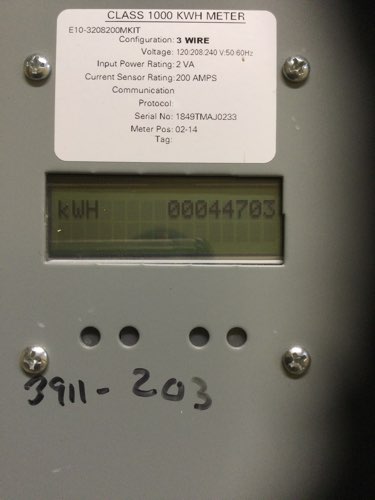 CLASS 1000 KWH METER
E10-3208200MKIT
Configuration: 3 WIRE
Voltage: 120:208:240 V:50:60Hz
Input Power Rating: 2 VA
Current Sensor Rating: 200 AMPS
Communication
Protocol:
Serial No: 1849TMAJ0233
Meter Pos: 02-14
Tag:
kWH 00044703
3911-203